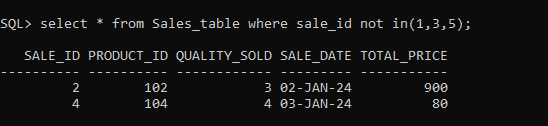 SQL> select * from Sales_table where sale_id not in(1,3,5);
SALE_ID PRODUCT_ID QUALITY_SOLD SALE_DATE TOTAL_PRICE
---------- ---------- ------------ --------- -----------
2 102 3 02-JAN-24 900
4 104 4 03-JAN-24 80